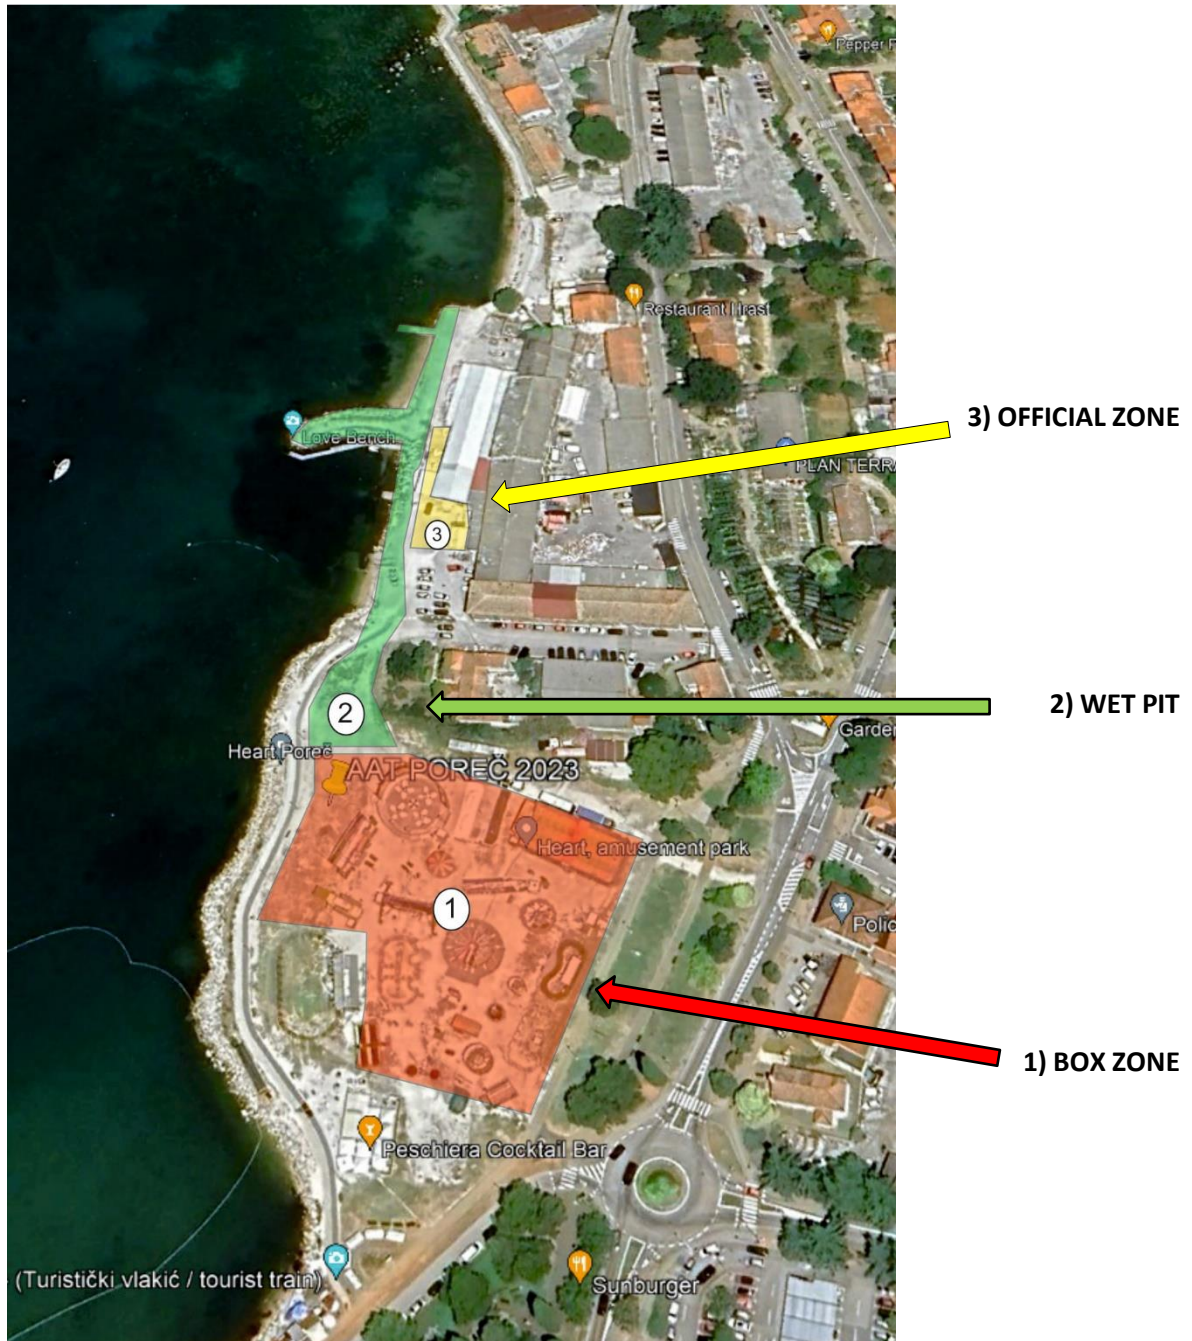 Pepper
Restaurant Hrast
3) OFFICIAL ZONE
Love Bench
PLAN TERRA
3
2) WET PIT
2
Garden
Heart Poreč
AAT POREČ 2023
Heart, amusement park
1
Polic
1) BOX ZONE
Peschiera Cocktail Bar
(Turistički vlakić / tourist train)
Sunburger